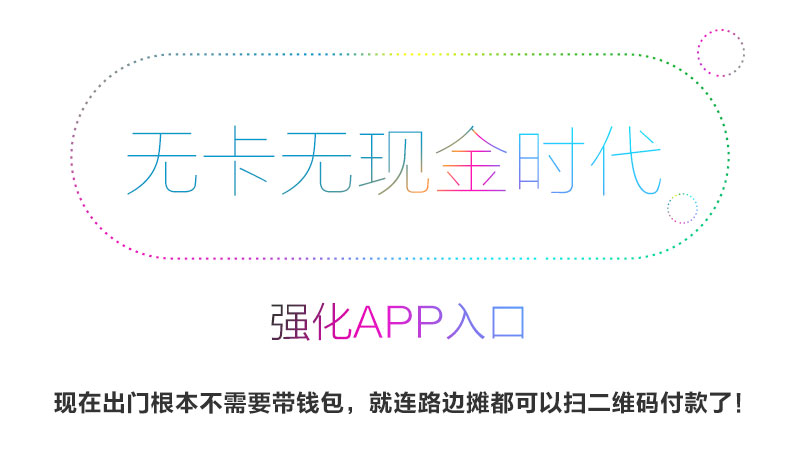 无卡无现金时代
强化APP入口
现在出门根本不需要带钱包，就连路边摊都可以扫二维码付款了！